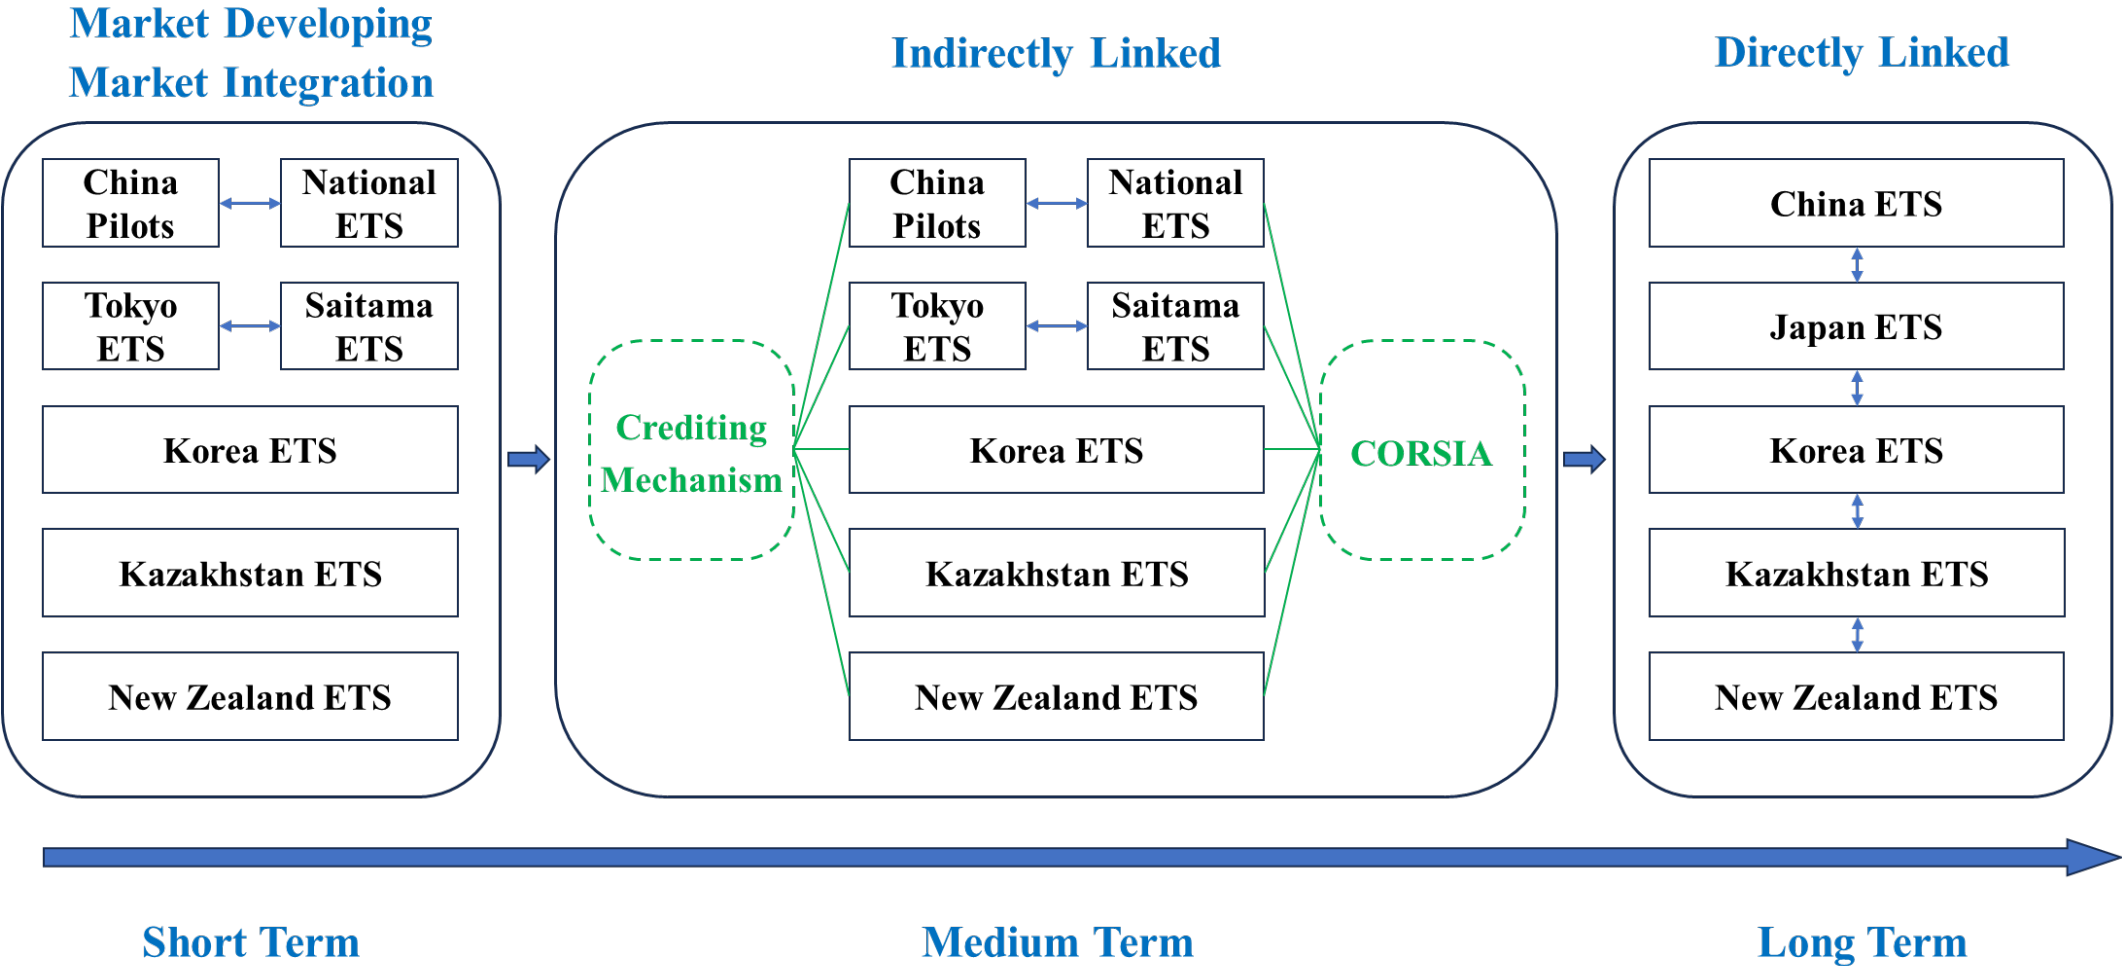 Market Developing
Market Integration
China
Pilots
National
ETS
Tokyo
ETS
Saitama
ETS
Korea ETS
Kazakhstan ETS
New Zealand ETS
Short Term
Indirectly Linked
Crediting
Mechanism
China
Pilots
National
ETS
Tokyo
ETS
Saitama
ETS
Korea ETS
Kazakhstan ETS
New Zealand ETS
CORSIA
Medium Term
Directly Linked
China ETS
Japan ETS
Korea ETS
Kazakhstan ETS
New Zealand ETS
Long Term